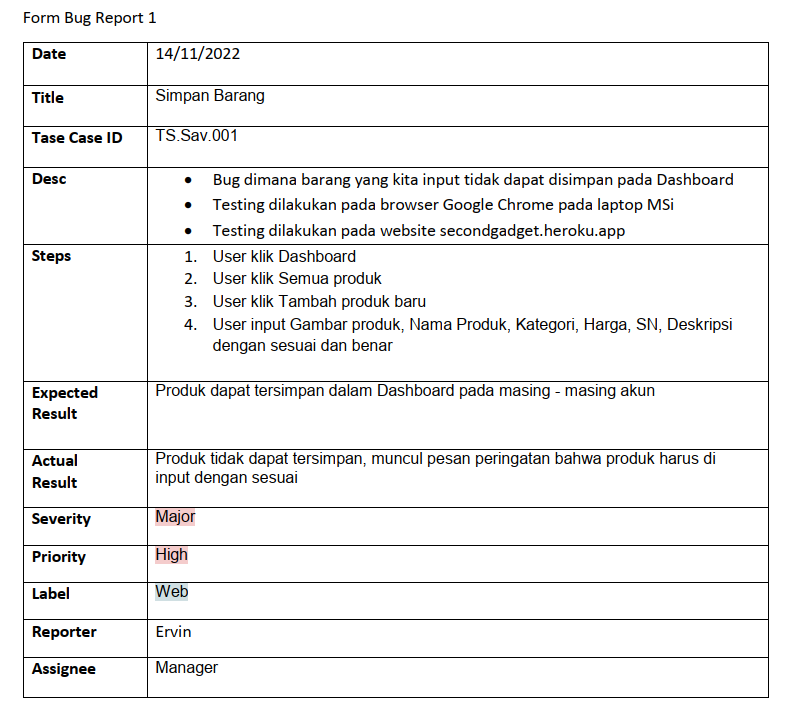 Form Bug Report 1
Date 14/11/2022
Title Simpan Barang
Tase Case ID TS.Sav.001
Desc • Bug dimana barang yang kita input tidak dapat disimpan pada Dashboard
• Testing dilakukan pada browser Google Chrome pada laptop MSi
• Testing dilakukan pada website secondgadget.heroku.app
Steps 1. User klik Dashboard
2. User klik Semua produk
3. User klik Tambah produk baru
4. User input Gambar produk, Nama Produk, Kategori, Harga, SN, Deskripsi
dengan sesuai dan benar
Expected Produk dapat tersimpan dalam Dashboard pada masing - masing akun
Result
Actual Produk tidak dapat tersimpan, muncul pesan peringatan bahwa produk harus di
Result input dengan sesuai
Severity Major
Priority High
Label Web
Reporter Ervin
Assignee Manager